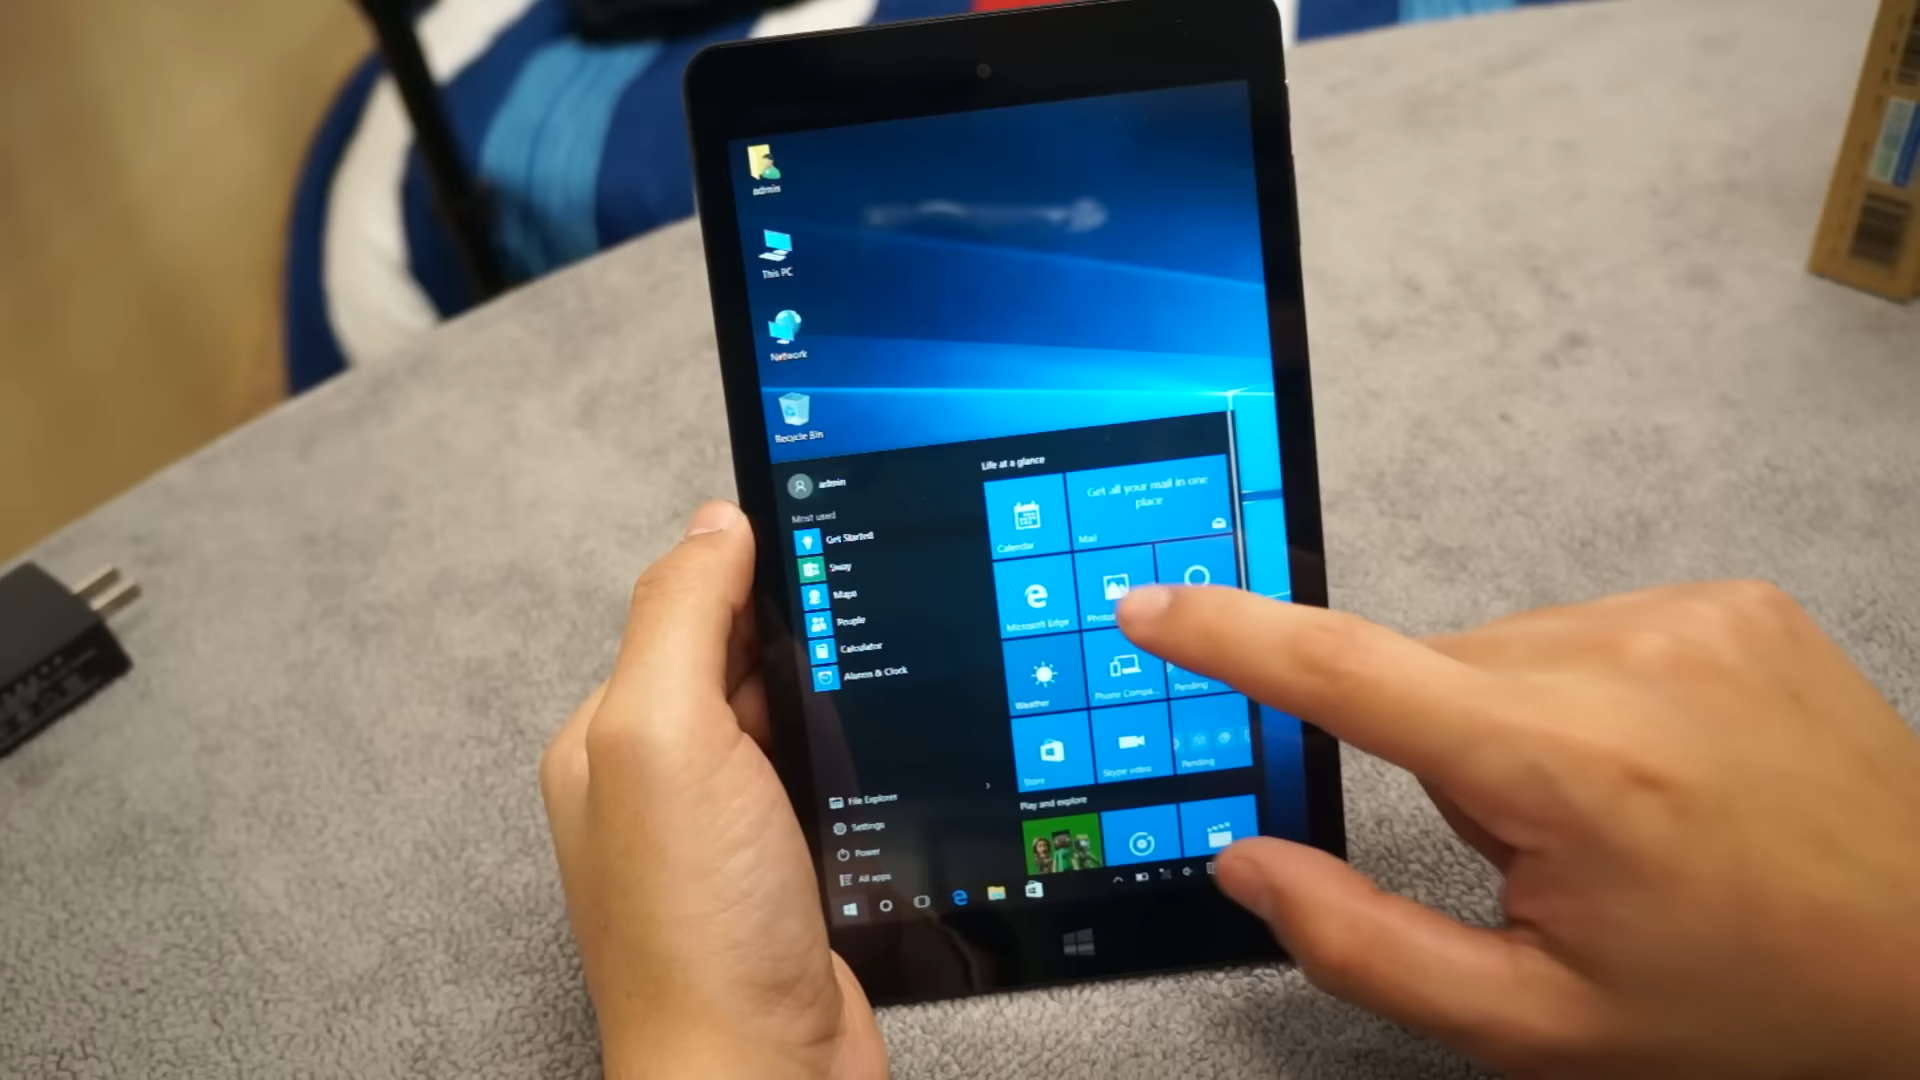 admin
This PC
Network
Recycle Bin
admin
Most used
Get Started
Sway
Maps
People
Calculator
Alarms & Clock
File Explorer
Settings
Power
All apps
Life at a glance
Calendar
Get all your mail in one
place
Mail
Microsoft Edge
Photos
Weather
Phone Compa...
Pending
Store
Skype video
Pending
Play and explore